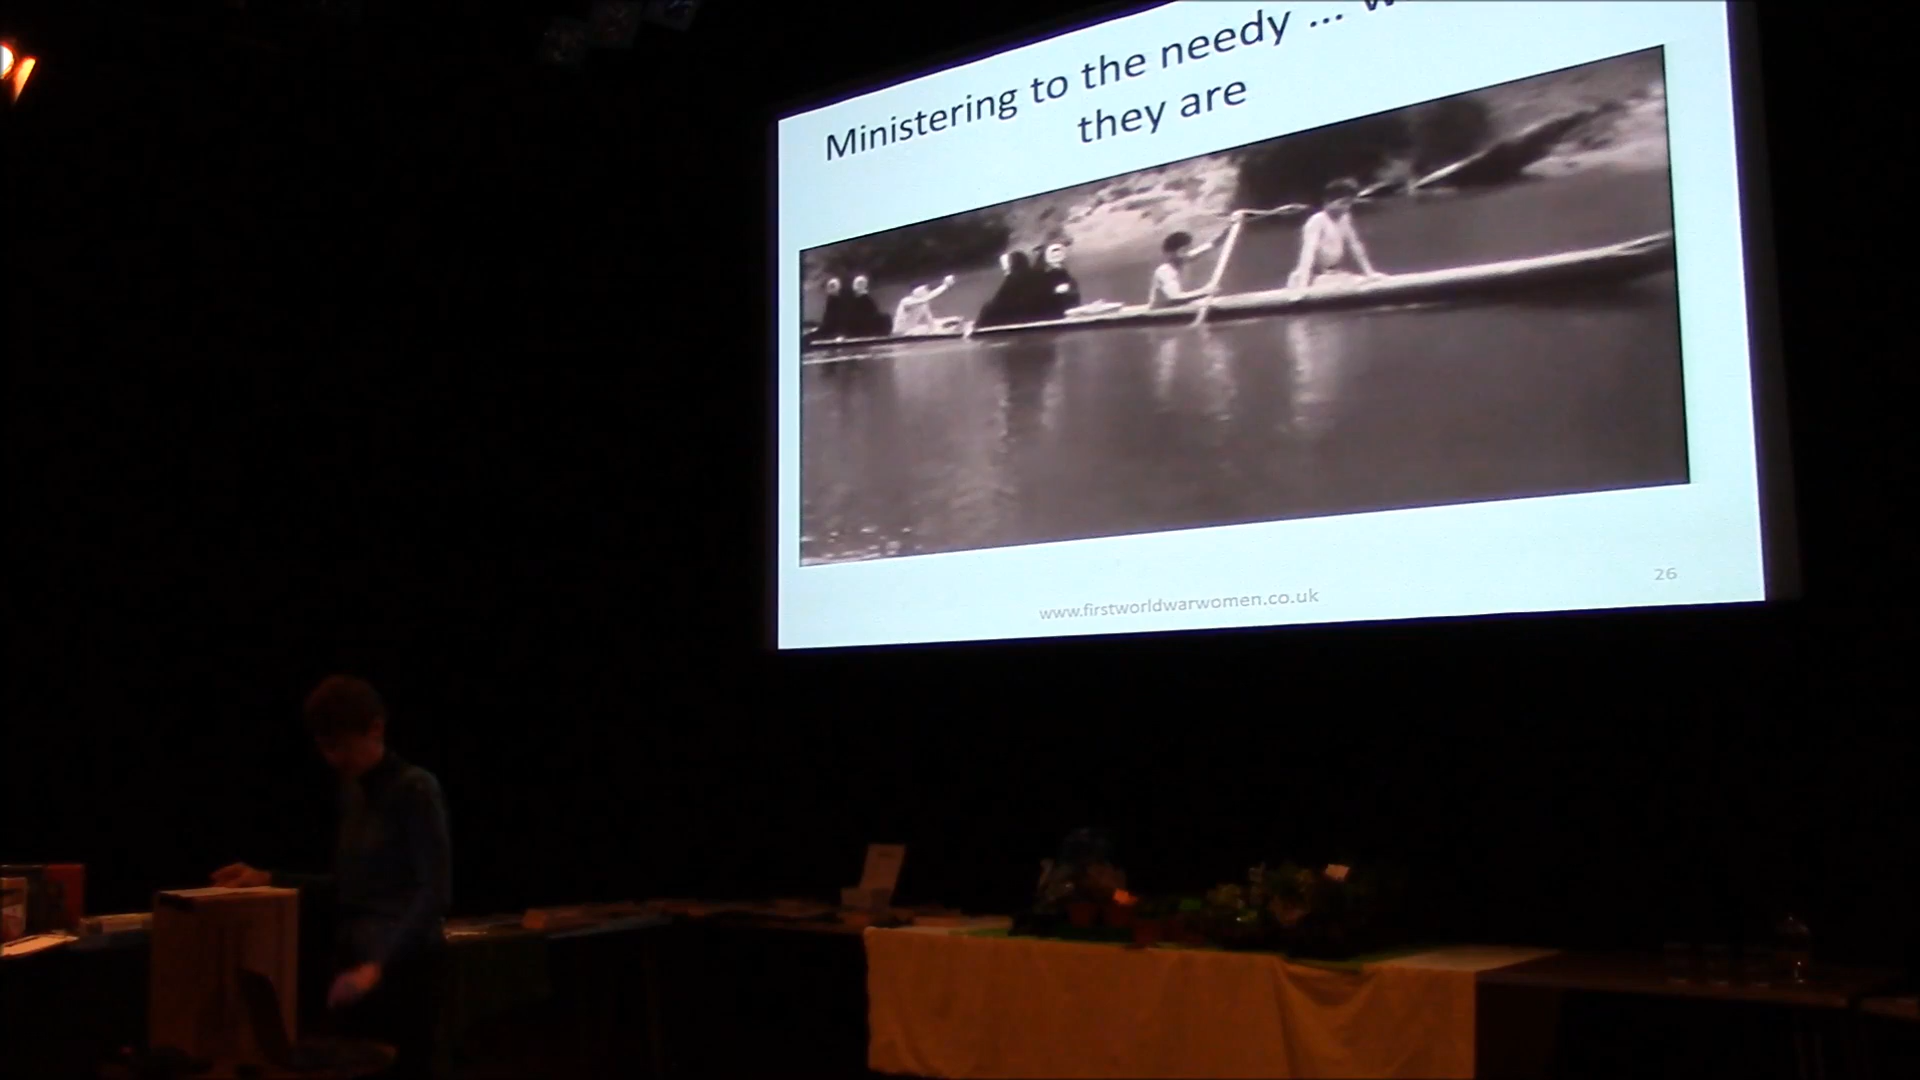 Ministering to the needy ...
they are
26
www.firstworldwarwomen.co.uk